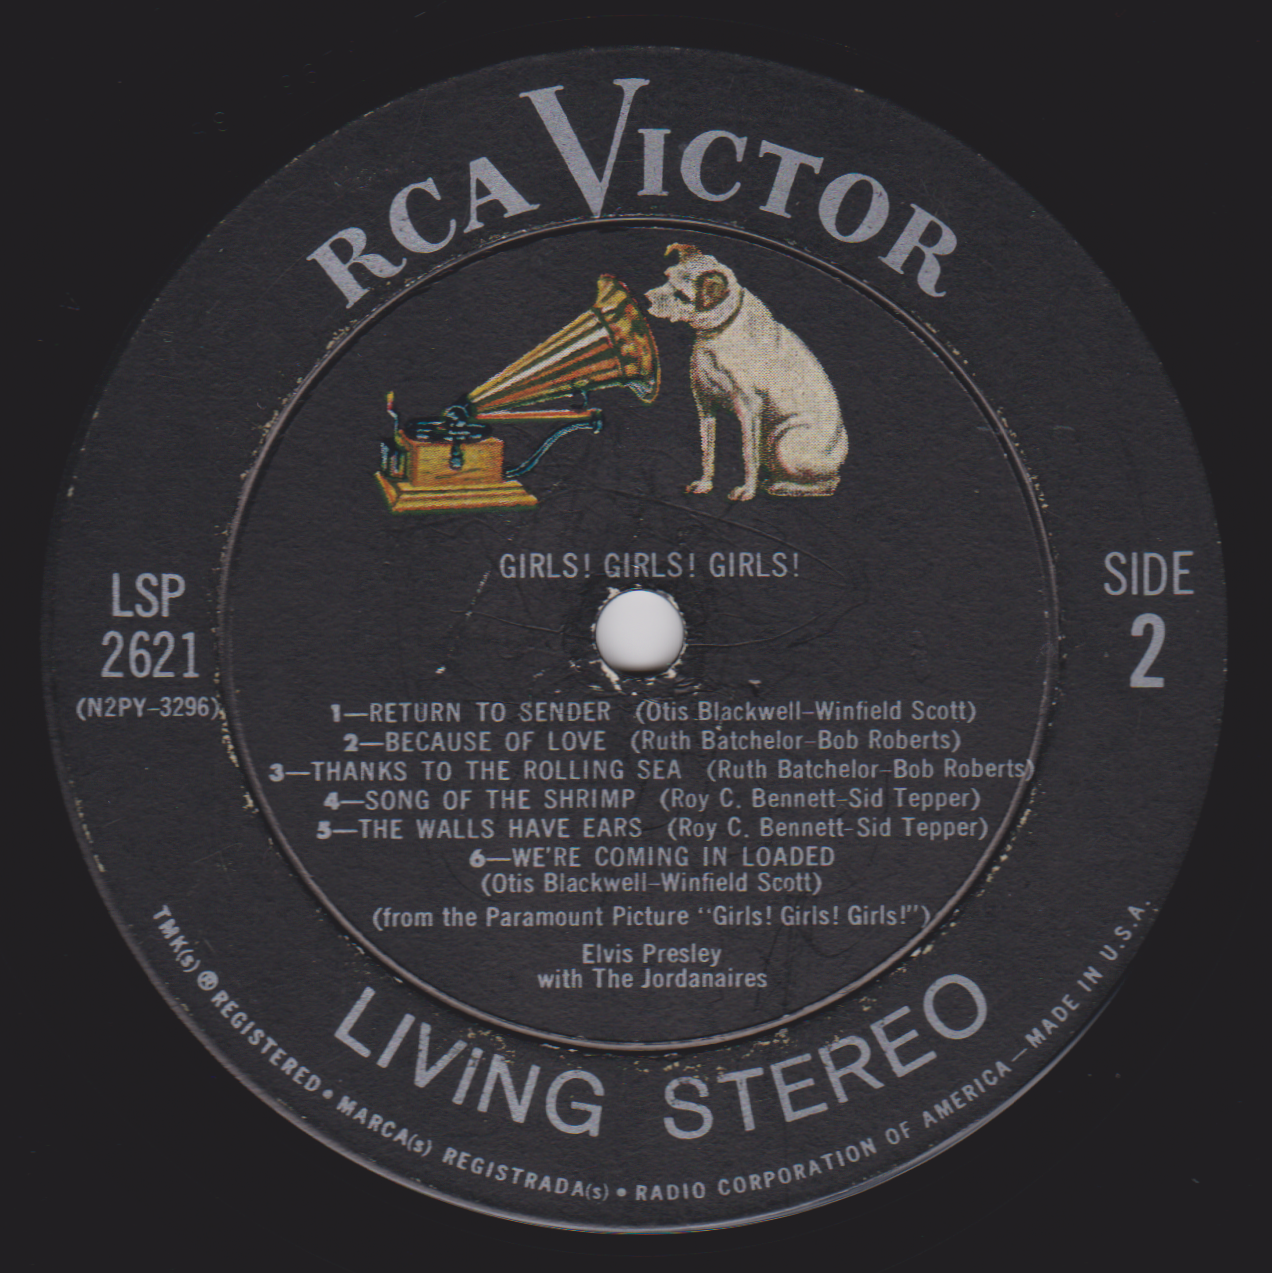 RCA VICTOR
GIRLS! GIRLS! GIRLS!
LSP
2621
(N2PY-3296)
SIDE
2
1—RETURN TO SENDER (Otis Blackwell-Winfield Scott)
2—BECAUSE OF LOVE (Ruth Batchelor-Bob Roberts)
3—THANKS TO THE ROLLING SEA (Ruth Batchelor-Bob Roberts)
4—SONG OF THE SHRIMP (Roy C. Bennett-Sid Tepper)
5—THE WALLS HAVE EARS (Roy C. Bennett-Sid Tepper)
6—WE'RE COMING IN LOADED
(Otis Blackwell-Winfield Scott)
(from the Paramount Picture "Girls! Girls! Girls!")
Elvis Presley
with The Jordanaires
LIVING STEREO
TMK(s) ® REGISTERED • MARCA(s) REGISTRADA(s) • RADIO CORPORATION OF AMERICA—MADE IN U.S.A.